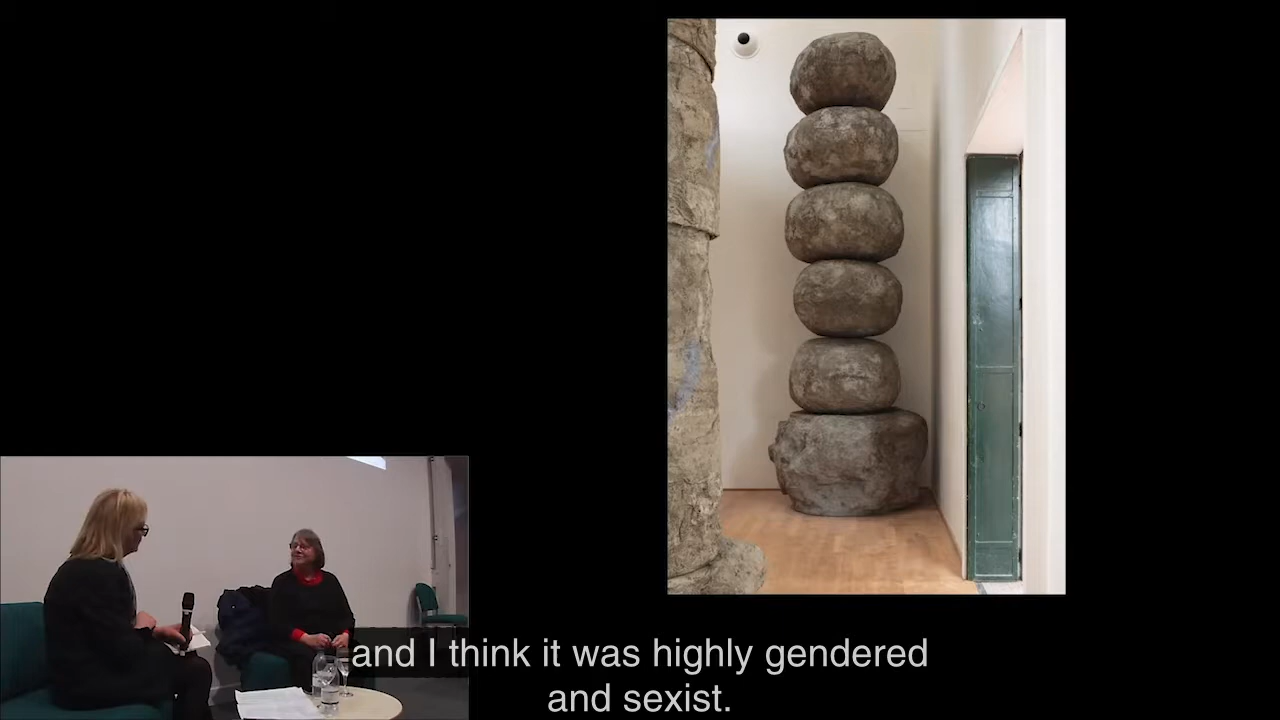 and I think it was highly gendered
and sexist.